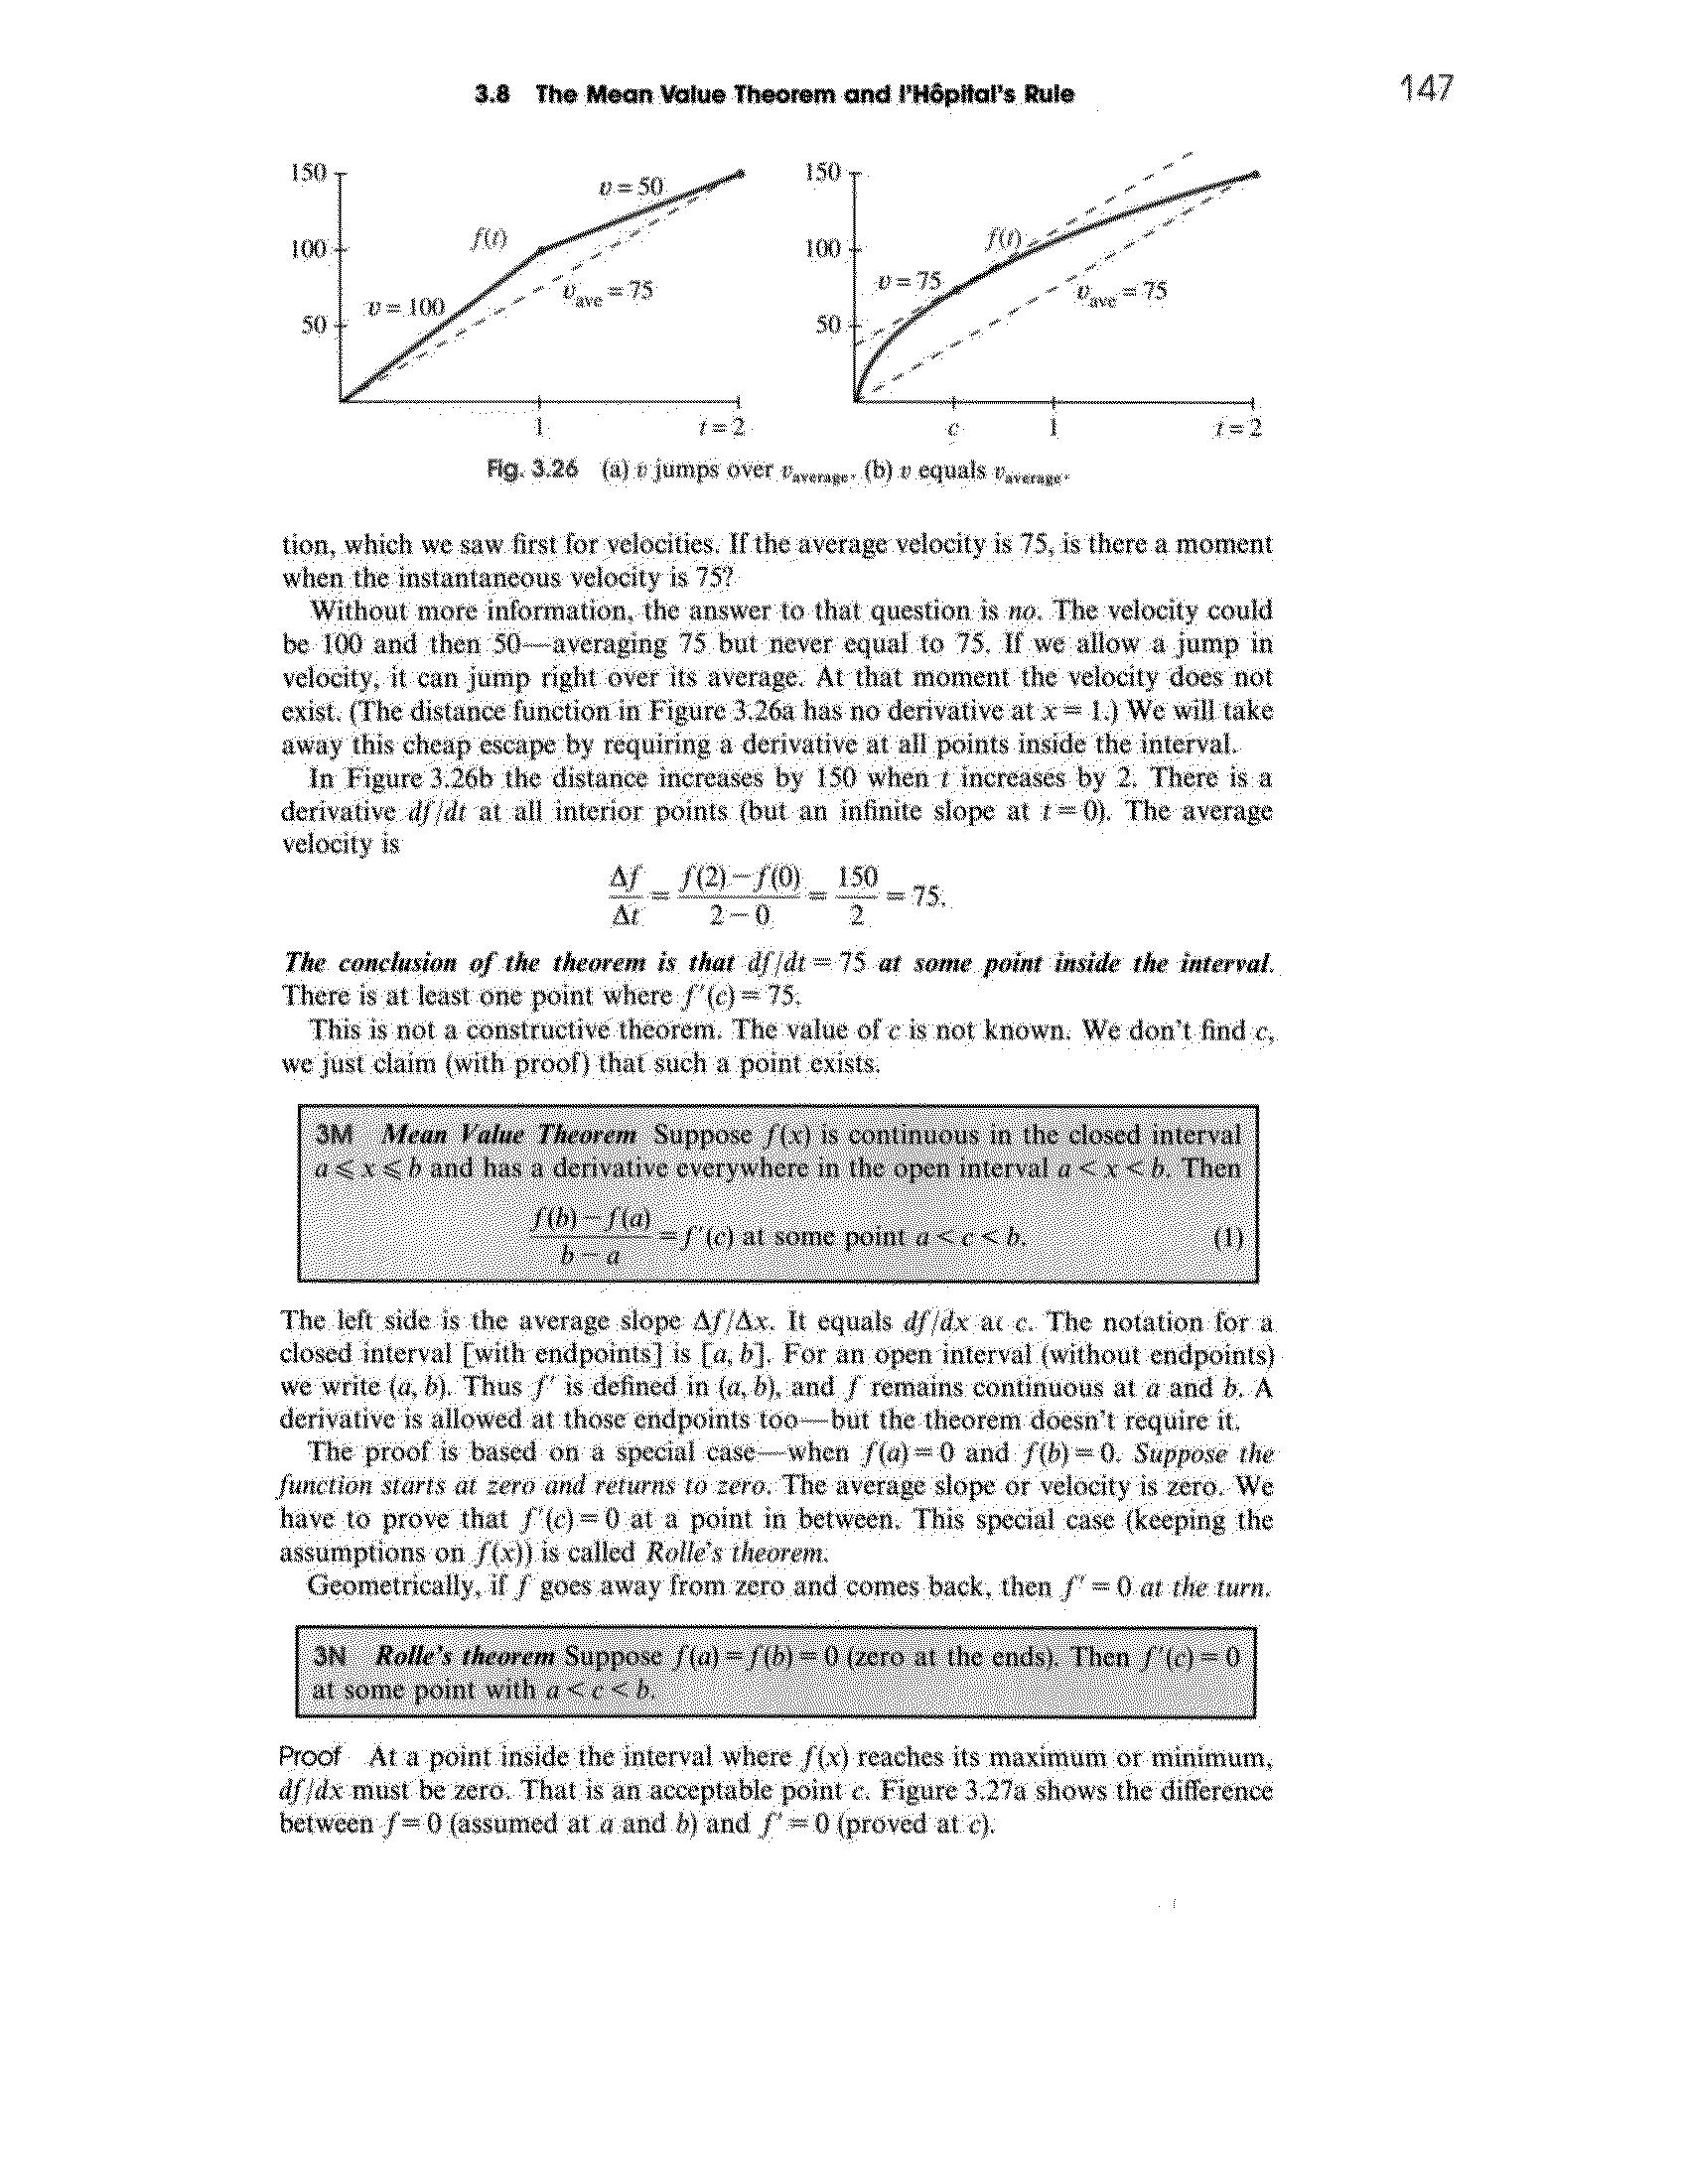 3.8 The Mean Value Theorem and l'Hôpital's Rule
147
150
100
50
v = 50
f(t)
v = 100
v_ave = 75
1
t = 2
150
100
50
f(t)
v = 75
v_ave = 75
c
1
t = 2
Fig. 3.26 (a) v jumps over v_average. (b) v equals v_average.
tion, which we saw first for velocities. If the average velocity is 75, is there a moment
when the instantaneous velocity is 75?
Without more information, the answer to that question is no. The velocity could
be 100 and then 50—averaging 75 but never equal to 75. If we allow a jump in
velocity, it can jump right over its average. At that moment the velocity does not
exist. (The distance function in Figure 3.26a has no derivative at x = 1.) We will take
away this cheap escape by requiring a derivative at all points inside the interval.
In Figure 3.26b the distance increases by 150 when t increases by 2. There is a
derivative df/dt at all interior points (but an infinite slope at t = 0). The average
velocity is
Δf/Δt = (f(2) − f(0))/(2 − 0) = 150/2 = 75.
The conclusion of the theorem is that df/dt = 75 at some point inside the interval.
There is at least one point where f′(c) = 75.
This is not a constructive theorem. The value of c is not known. We don't find c,
we just claim (with proof) that such a point exists.
3M Mean Value Theorem Suppose f(x) is continuous in the closed interval
a ⩽ x ⩽ b and has a derivative everywhere in the open interval a < x < b. Then
(f(b) − f(a))/(b − a) = f′(c) at some point a < c < b. (1)
The left side is the average slope Δf/Δx. It equals df/dx at c. The notation for a
closed interval [with endpoints] is [a, b]. For an open interval (without endpoints)
we write (a, b). Thus f′ is defined in (a, b), and f remains continuous at a and b. A
derivative is allowed at those endpoints too—but the theorem doesn't require it.
The proof is based on a special case—when f(a) = 0 and f(b) = 0. Suppose the
function starts at zero and returns to zero. The average slope or velocity is zero. We
have to prove that f′(c) = 0 at a point in between. This special case (keeping the
assumptions on f(x)) is called Rolle's theorem.
Geometrically, if f goes away from zero and comes back, then f′ = 0 at the turn.
3N Rolle's theorem Suppose f(a) = f(b) = 0 (zero at the ends). Then f′(c) = 0
at some point with a < c < b.
Proof At a point inside the interval where f(x) reaches its maximum or minimum,
df/dx must be zero. That is an acceptable point c. Figure 3.27a shows the difference
between f = 0 (assumed at a and b) and f′ = 0 (proved at c).